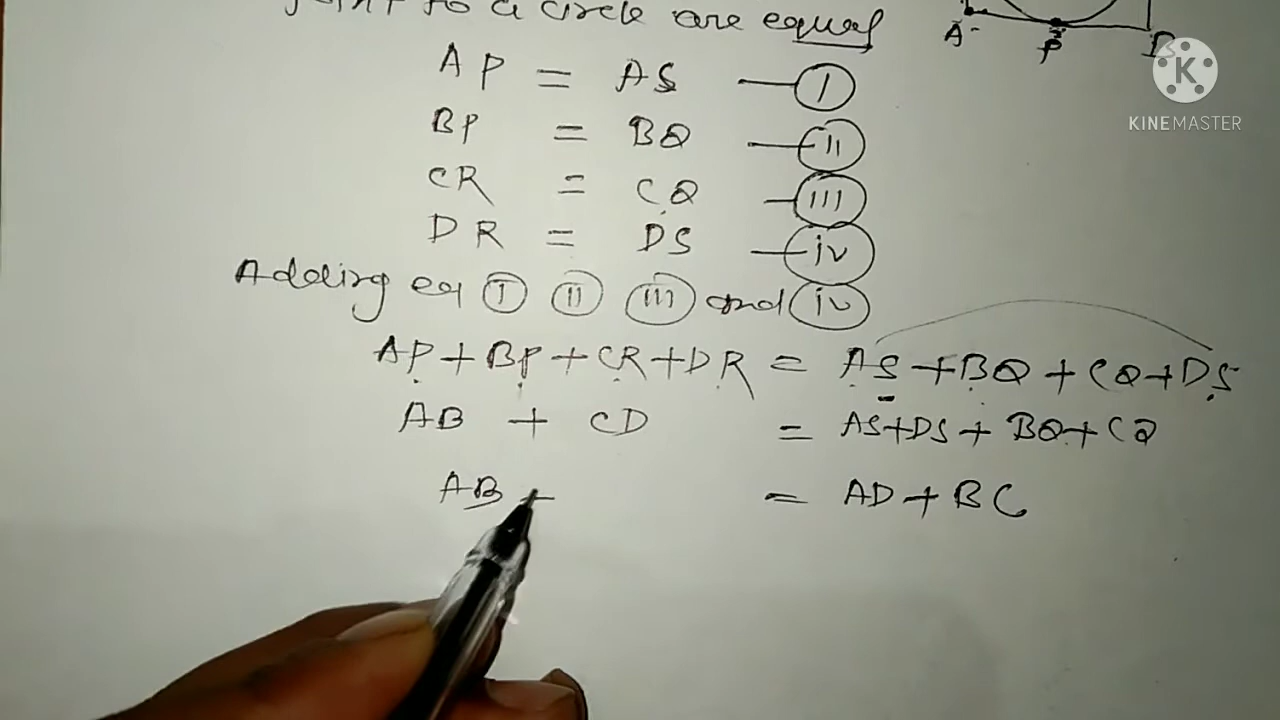 point to a circle are equal
A P B
AP = AS — I
K
KINEMASTER
BP = BQ — II
CR = CQ — III
DR = DS — iv
Adding eq I II III and iv
AP + BP + CR + DR = AS + BQ + CQ + DS
AB + CD = AS + DS + BQ + CQ
AB + = AD + BC